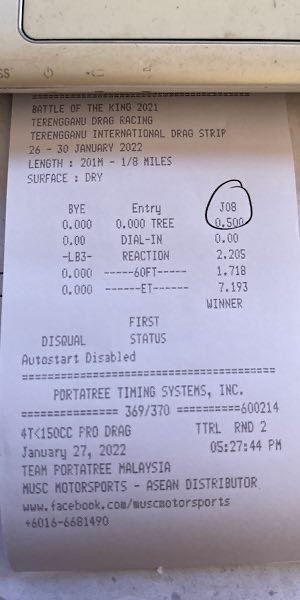 BATTLE OF THE KING 2021
TERENGGANU DRAG RACING
TERENGGANU INTERNATIONAL DRAG STRIP
26 - 30 JANUARY 2022
LENGTH : 201M - 1/8 MILES
SURFACE : DRY
BYE Entry J08
0.000 0.000 TREE 0.500
0.00 DIAL-IN 0.00
-LB3- REACTION 2.205
0.000 -----60FT----- 1.718
0.000 ------ET----- 7.193
WINNER
FIRST
DISQUAL STATUS
Autostart Disabled
========================================
PORTATREE TIMING SYSTEMS, INC.
=============== 369/370 ==========600214
4T<150CC PRO DRAG TTRL RND 2
January 27, 2022 05:27:44 PM
TEAM PORTATREE MALAYSIA
MUSC MOTORSPORTS - ASEAN DISTRIBUTOR
www.facebook.com/muscmotorsports
+6016-6681490